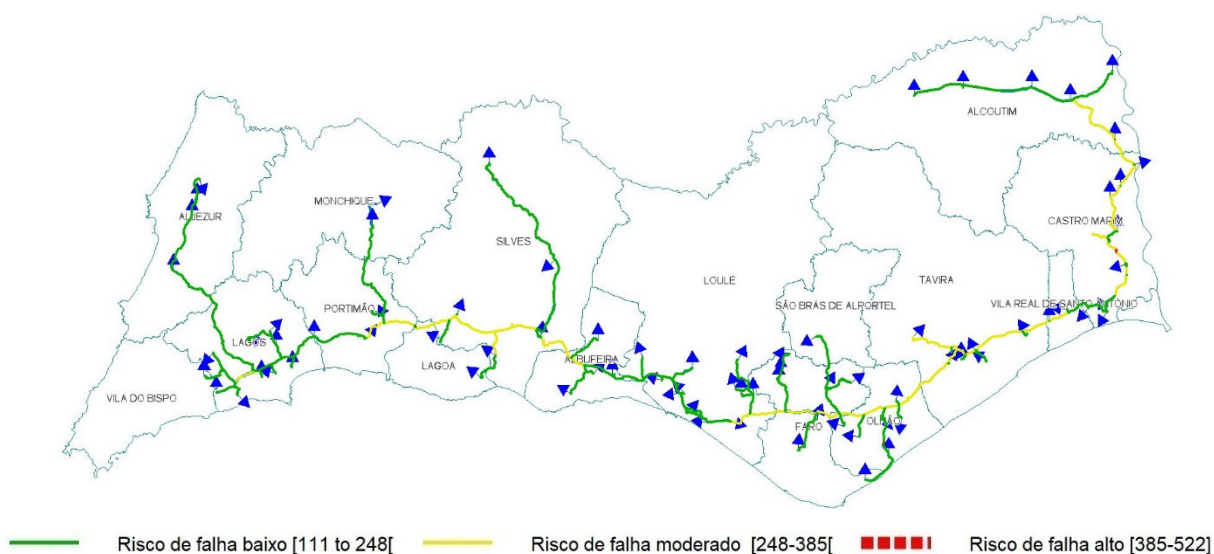 ALCOUTIM
MONCHIQUE
ALJEZUR
CASTRO MARIM
SILVES
LOULÉ
TAVIRA
SÃO BRÁS DE ALPORTEL
VILA REAL DE SANTO ANTÓNIO
PORTIMÃO
LAGOS
LAGOA
ALBUFEIRA
VILA DO BISPO
OLHÃO
FARO
Risco de falha baixo [111 to 248[
Risco de falha moderado [248-385[
Risco de falha alto [385-522]